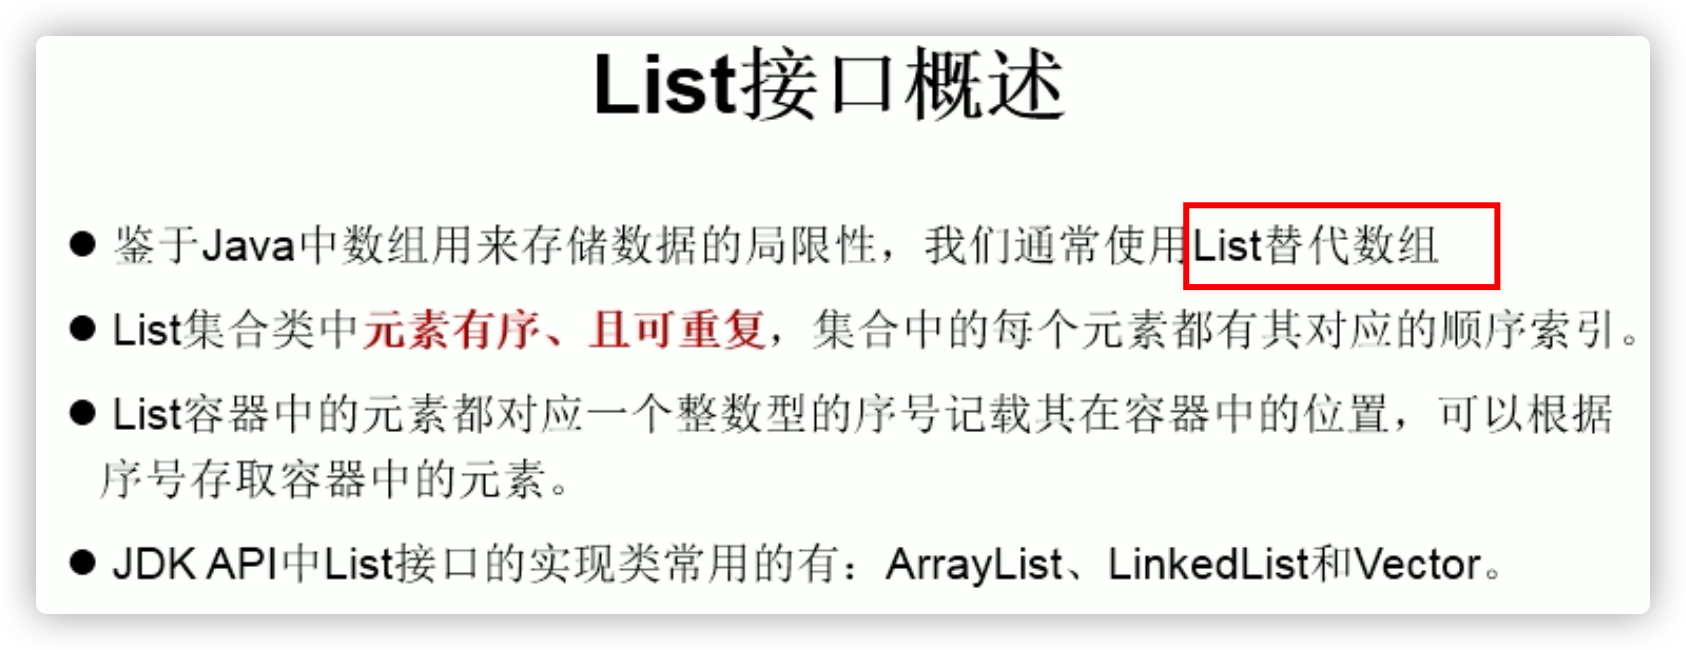 List接口概述
● 鉴于Java中数组用来存储数据的局限性，我们通常使用List替代数组
● List集合类中元素有序、且可重复，集合中的每个元素都有其对应的顺序索引。
● List容器中的元素都对应一个整数型的序号记载其在容器中的位置，可以根据
序号存取容器中的元素。
● JDK API中List接口的实现类常用的有：ArrayList、LinkedList和Vector。